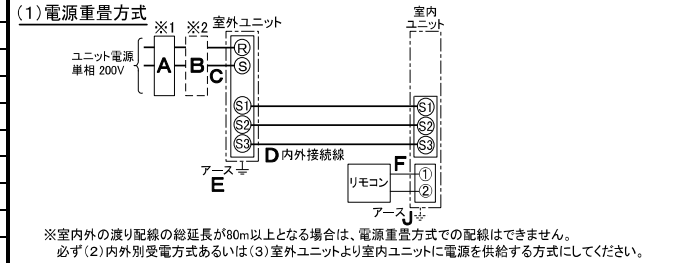 (1)電源重畳方式
※1 ※2 室外ユニット
室内
ユニット
ユニット電源
単相 200V
A
B
C
R
S
S1
S2
S3
S1
S2
S3
D 内外接続線
アース
E
F
リモコン
①
②
アース J
※室内外の渡り配線の総延長が80m以上となる場合は、電源重畳方式での配線はできません。
必ず(2)内外別受電方式あるいは(3)室外ユニットより室内ユニットに電源を供給する方式にしてください。